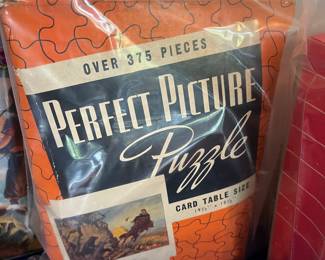 OVER 375 PIECES
PERFECT PICTURE
Puzzle
CARD TABLE SIZE